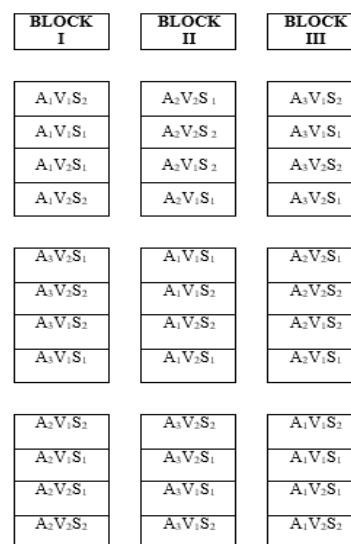 BLOCK I BLOCK II BLOCK III
A₁V₁S₂ A₂V₂S₁ A₃V₁S₂
A₁V₁S₁ A₂V₂S₂ A₃V₁S₁
A₁V₂S₁ A₂V₁S₂ A₃V₂S₂
A₁V₂S₂ A₂V₁S₁ A₃V₂S₁
A₃V₂S₁ A₁V₁S₁ A₂V₂S₁
A₃V₂S₂ A₁V₁S₂ A₂V₂S₂
A₃V₁S₂ A₁V₂S₂ A₂V₁S₂
A₃V₁S₁ A₁V₂S₁ A₂V₁S₁
A₂V₁S₂ A₃V₂S₂ A₁V₁S₂
A₂V₁S₁ A₃V₂S₁ A₁V₁S₁
A₂V₂S₁ A₃V₁S₁ A₁V₂S₁
A₂V₂S₂ A₃V₁S₂ A₁V₂S₂